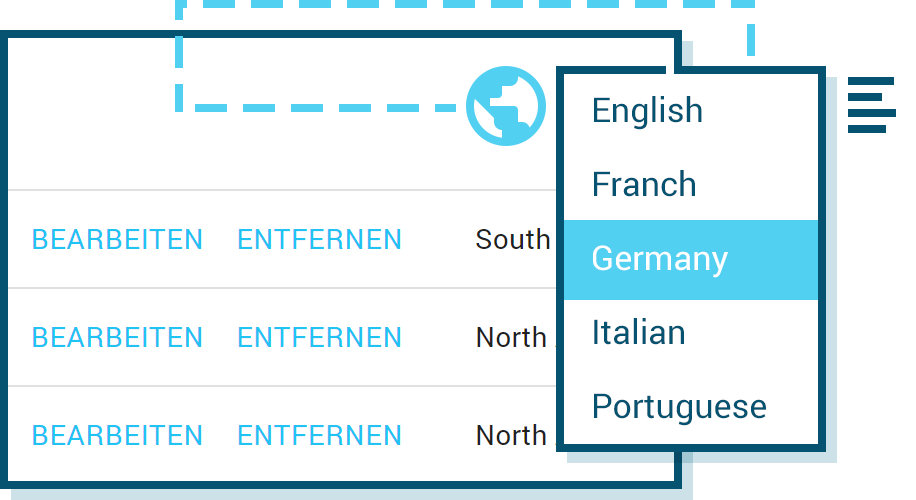 English
Franch
BEARBEITEN ENTFERNEN South
Germany
BEARBEITEN ENTFERNEN North
Italian
BEARBEITEN ENTFERNEN North
Portuguese